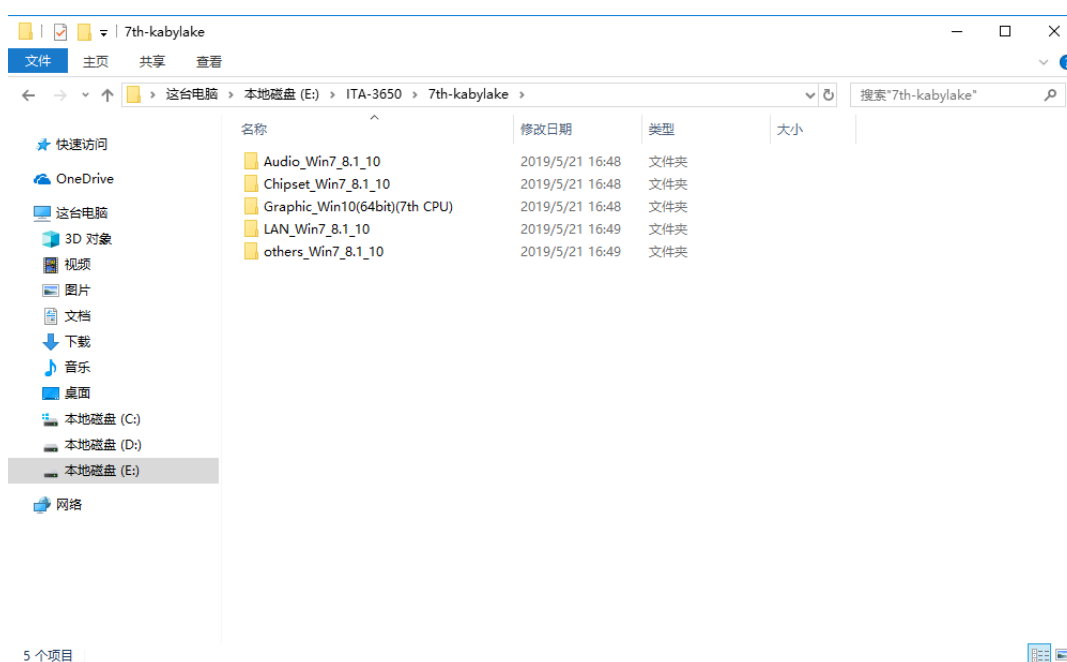 7th-kabylake
文件 主页 共享 查看
这台电脑 本地磁盘 (E:) ITA-3650 7th-kabylake 搜索"7th-kabylake"
名称 修改日期 类型 大小
快速访问
OneDrive
这台电脑
3D 对象
视频
图片
文档
下载
音乐
桌面
本地磁盘 (C:)
本地磁盘 (D:)
本地磁盘 (E:)
网络
Audio_Win7_8.1_10 2019/5/21 16:48 文件夹
Chipset_Win7_8.1_10 2019/5/21 16:48 文件夹
Graphic_Win10(64bit)(7th CPU) 2019/5/21 16:48 文件夹
LAN_Win7_8.1_10 2019/5/21 16:49 文件夹
others_Win7_8.1_10 2019/5/21 16:49 文件夹
5 个项目